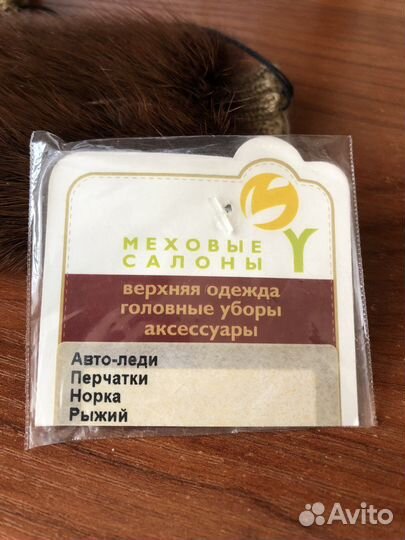 МЕХОВЫЕ
САЛОНЫ
верхняя одежда
головные уборы
аксессуары
Авто-леди
Перчатки
Норка
Рыжий
Avito